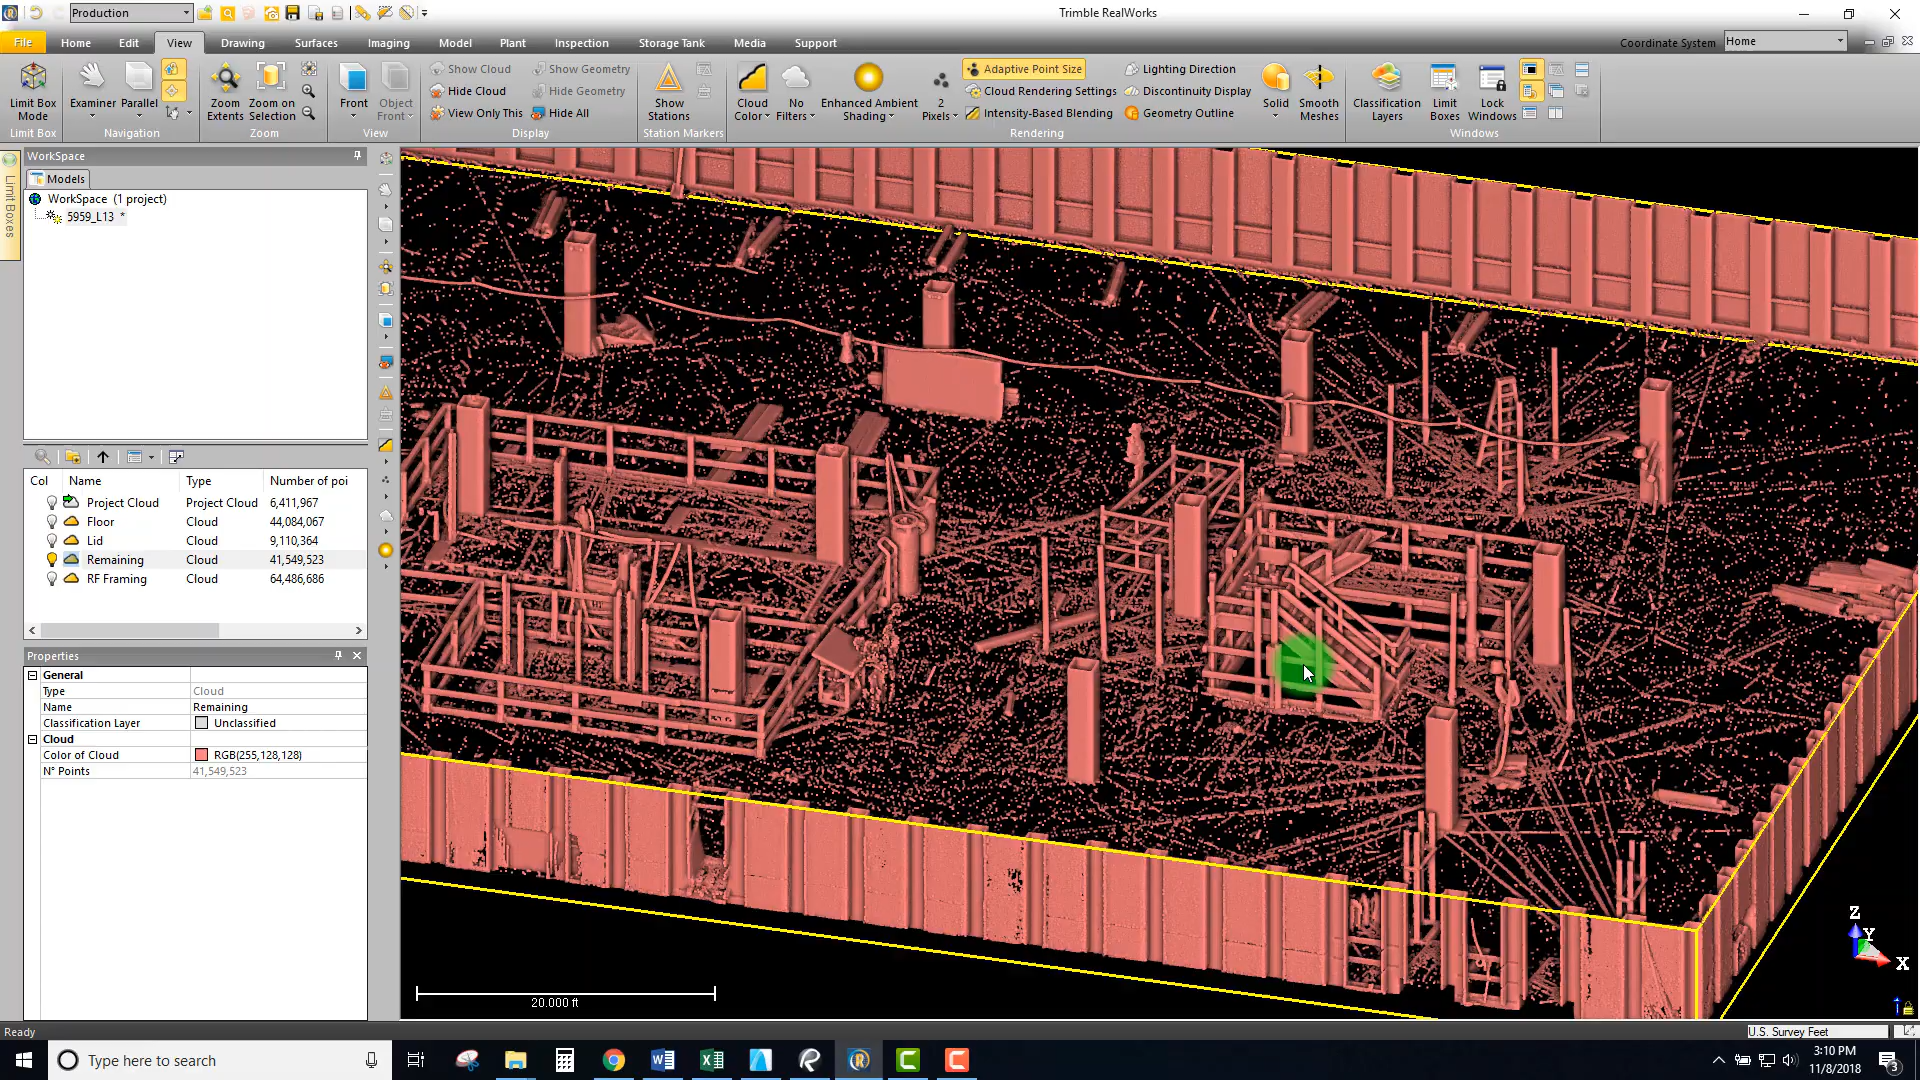 Production
Trimble RealWorks
File
Home
Edit
View
Drawing
Surfaces
Imaging
Model
Plant
Inspection
Storage Tank
Media
Support
Coordinate System
Home
Limit Box Mode
Examiner
Parallel
Zoom Extents
Zoom on Selection
Front
Object Front
Show Cloud
Hide Cloud
View Only This
Show Geometry
Hide Geometry
Hide All
Show Stations
Cloud Color
No Filters
Enhanced Ambient Shading
2 Pixels
Adaptive Point Size
Cloud Rendering Settings
Intensity-Based Blending
Lighting Direction
Discontinuity Display
Geometry Outline
Solid
Smooth Meshes
Classification Layers
Limit Boxes
Lock Windows
Limit Box
Navigation
Zoom
View
Display
Station Markers
Rendering
Windows
Limit Boxes
WorkSpace
Models
WorkSpace (1 project)
5959_L13 *
Col Name Type Number of poi
Project Cloud Project Cloud 6,411,967
Floor Cloud 44,084,067
Lid Cloud 9,110,364
Remaining Cloud 41,549,523
RF Framing Cloud 64,486,686
Properties
General
Type Cloud
Name Remaining
Classification Layer Unclassified
Cloud
Color of Cloud RGB(255,128,128)
N° Points 41,549,523
20.000 ft
Z
Y
X
1
Ready
U.S. Survey Feet
Type here to search
3:10 PM
11/8/2018
3